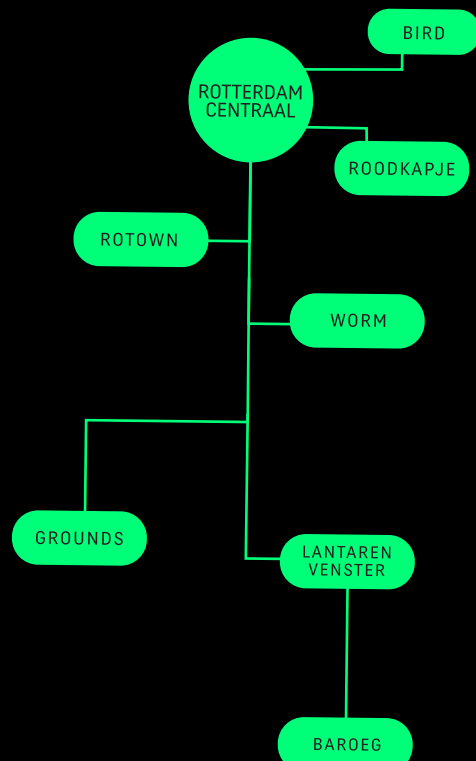 BIRD
ROTTERDAM
CENTRAAL
ROODKAPJE
ROTOWN
WORM
GROUNDS
LANTAREN
VENSTER
BAROEG